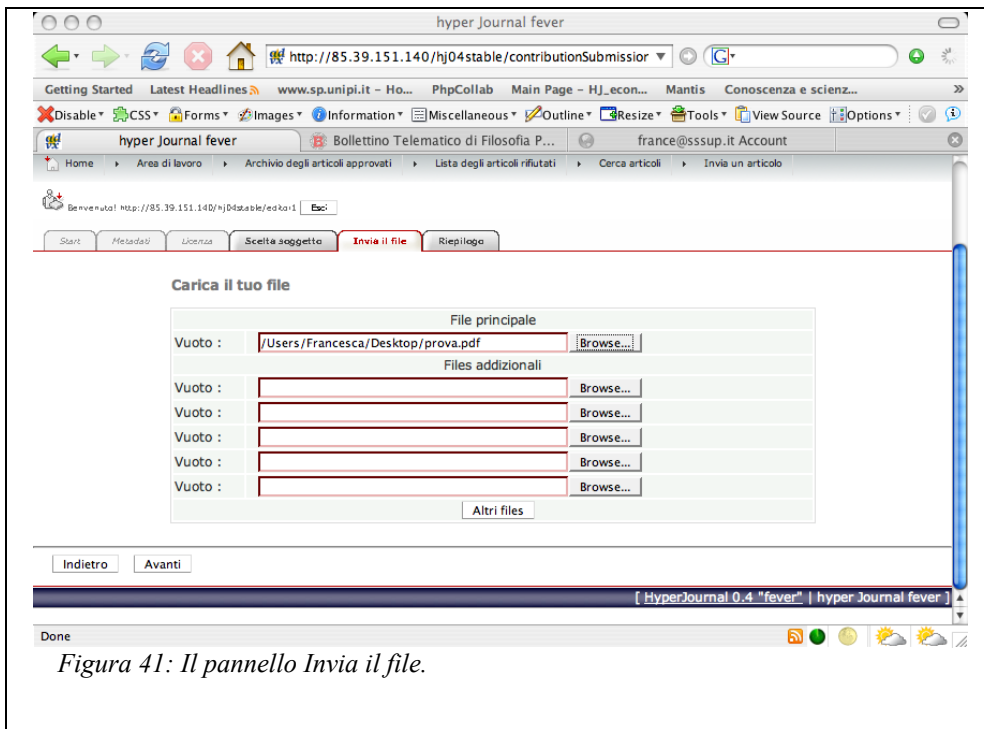 hyper Journal fever
http://85.39.151.140/hj04stable/contributionSubmissior G
Getting Started Latest Headlines www.sp.unipi.it – Ho... PhpCollab Main Page – HJ_econ... Mantis Conoscenza e scienz... »
Disable CSS Forms Images Information Miscellaneous Outline Resize Tools View Source Options
hyper Journal fever Bollettino Telematico di Filosofia P... france@sssup.it Account
Home Area di lavoro Archivio degli articoli approvati Lista degli articoli rifiutati Cerca articoli Invia un articolo
Benvenuto! http://85.39.151.140/hj04stable/editor1 Esci
Start Metadati Licenza Scelta soggetto Invia il file Riepilogo
Carica il tuo file
File principale
Vuoto : /Users/Francesca/Desktop/prova.pdf Browse...
Files addizionali
Vuoto : Browse...
Vuoto : Browse...
Vuoto : Browse...
Vuoto : Browse...
Vuoto : Browse...
Altri files
Indietro Avanti
[ HyperJournal 0.4 "fever" | hyper Journal fever ]
Done
Figura 41: Il pannello Invia il file.